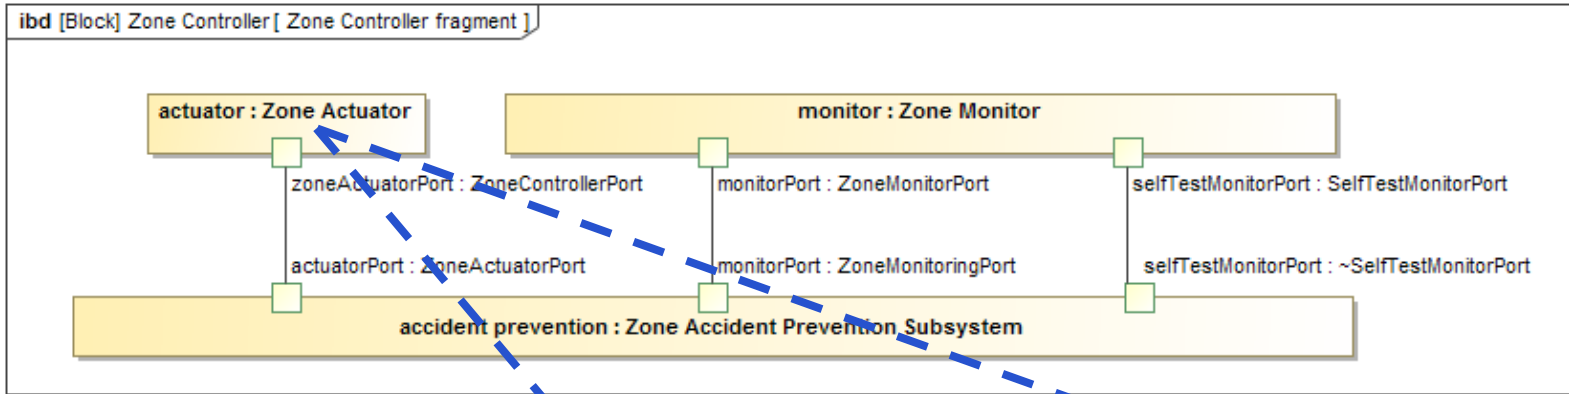 ibd [Block] Zone Controller [ Zone Controller fragment ]
actuator : Zone Actuator
monitor : Zone Monitor
zoneActuatorPort : ZoneControllerPort
monitorPort : ZoneMonitorPort
selfTestMonitorPort : SelfTestMonitorPort
actuatorPort : ZoneActuatorPort
monitorPort : ZoneMonitoringPort
selfTestMonitorPort : ~SelfTestMonitorPort
accident prevention : Zone Accident Prevention Subsystem